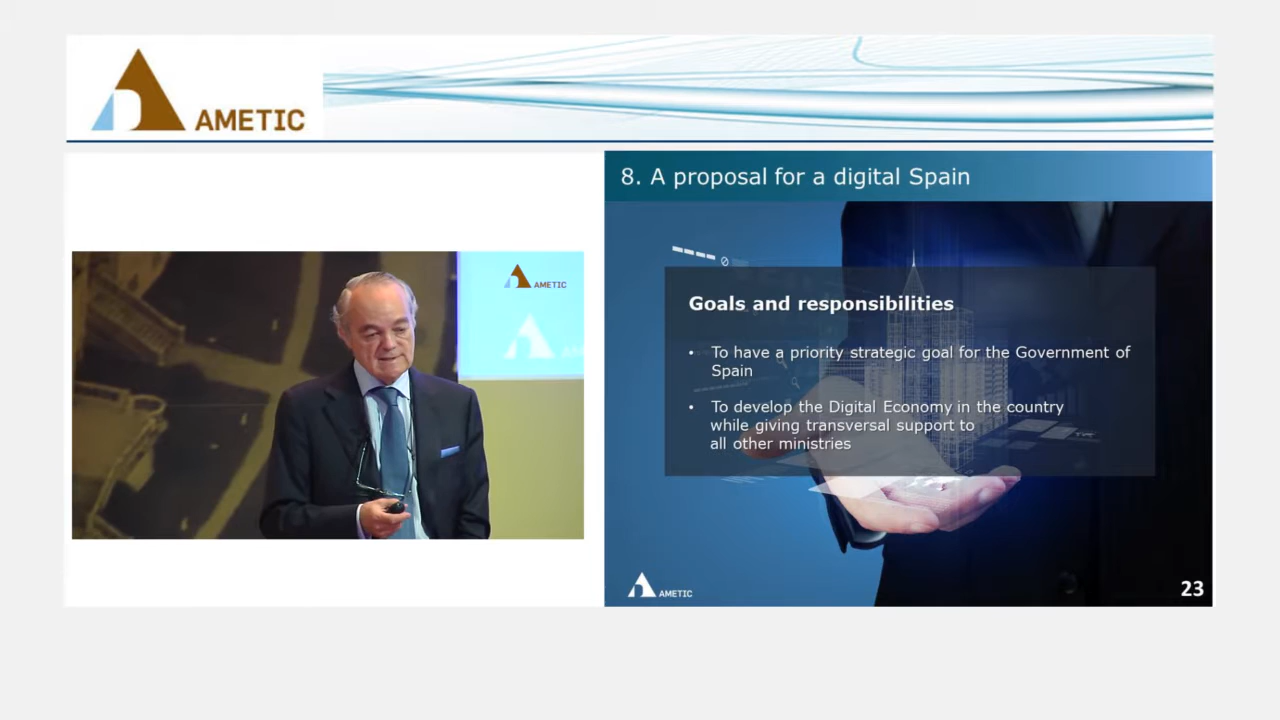 AMETIC
8. A proposal for a digital Spain
AMETIC
Goals and responsibilities
• To have a priority strategic goal for the Government of
Spain
• To develop the Digital Economy in the country
while giving transversal support to
all other ministries
AMETIC
23